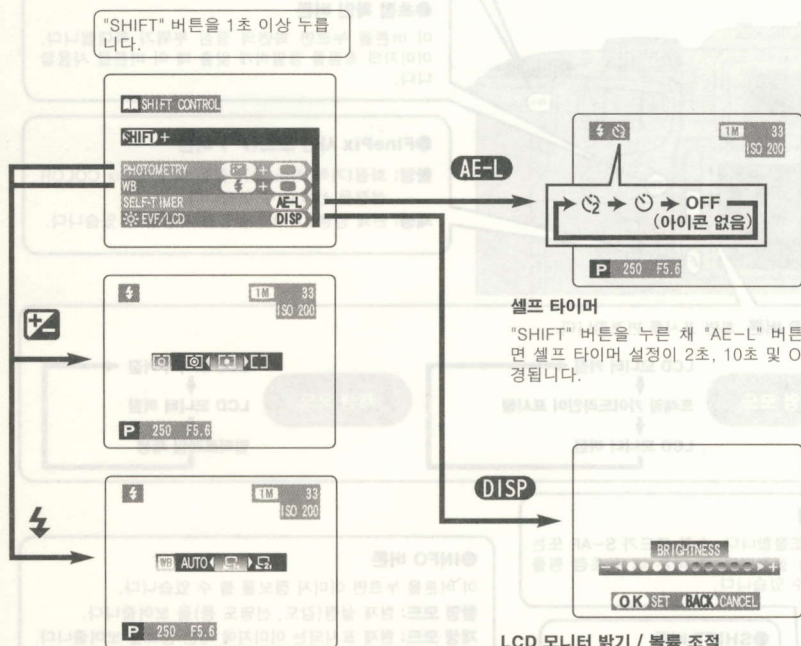 "SHIFT" 버튼을 1초 이상 누릅
니다.
SHIFT CONTROL
SHIFT +
PHOTOMETRY +
WB +
SELF-TIMER AE-L
EVF/LCD DISP
AE-L
1M 33
ISO 200
2 OFF
(아이콘 없음)
P 250 F5.6
셀프 타이머
"SHIFT" 버튼을 누른 채 "AE-L" 버튼
면 셀프 타이머 설정이 2초, 10초 및 O
경됩니다.
1M 33
ISO 200
P 250 F5.6
DISP
BRIGHTNESS
- +
OK SET BACK CANCEL
1M 33
ISO 200
WB AUTO 1 2
P 250 F5.6
LCD 모니터 밝기 / 볼륨 조절